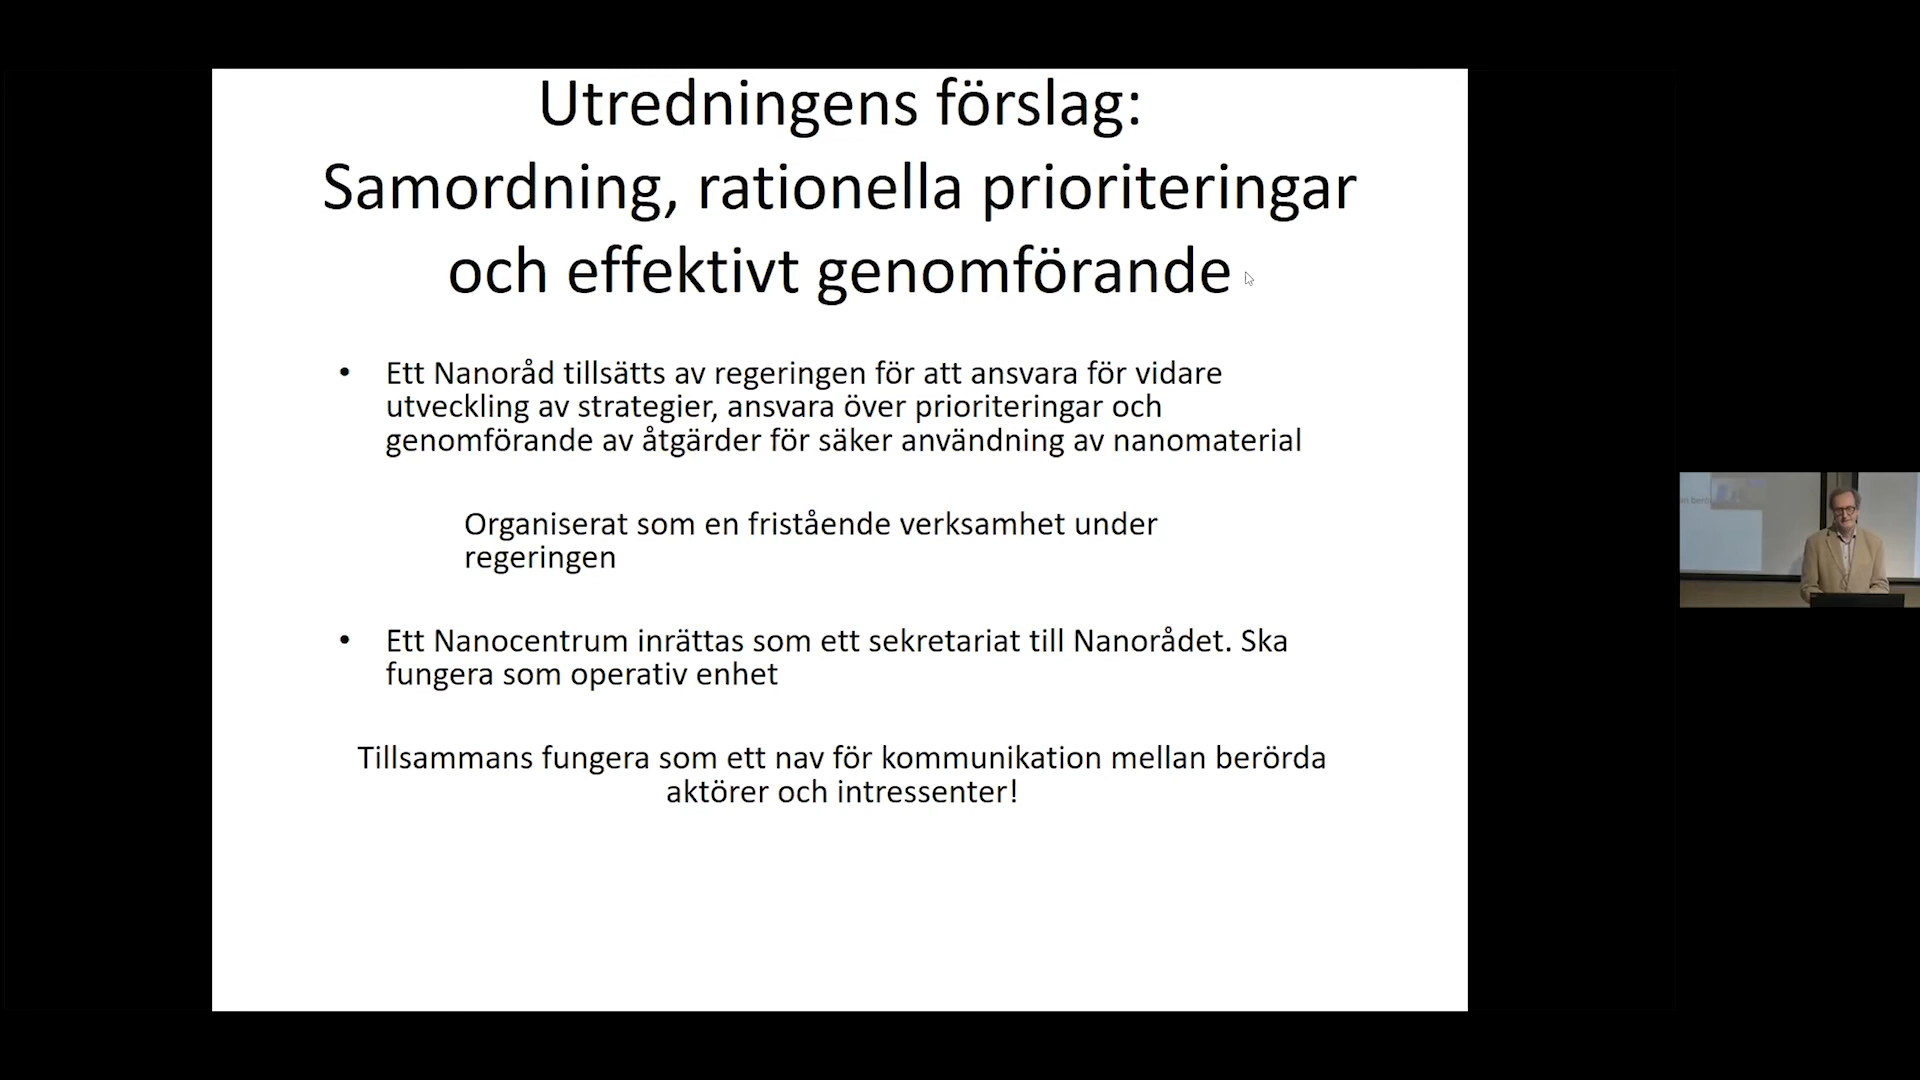 Utredningens förslag:
Samordning, rationella prioriteringar
och effektivt genomförande
• Ett Nanoråd tillsätts av regeringen för att ansvara för vidare
utveckling av strategier, ansvara över prioriteringar och
genomförande av åtgärder för säker användning av nanomaterial
Organiserat som en fristående verksamhet under
regeringen
• Ett Nanocentrum inrättas som ett sekretariat till Nanorådet. Ska
fungera som operativ enhet
Tillsammans fungera som ett nav för kommunikation mellan berörda
aktörer och intressenter!